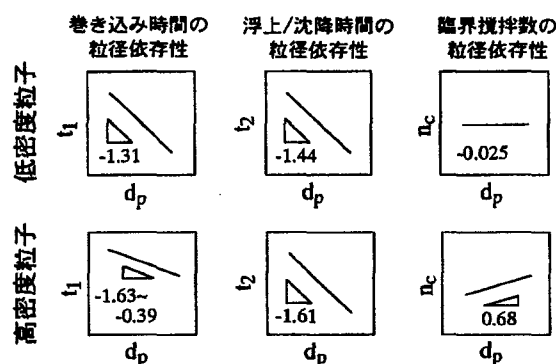 巻き込み時間の
粒径依存性
浮上/沈降時間の
粒径依存性
臨界撹拌数の
粒径依存性
低密度粒子
t1
-1.31
dp
t2
-1.44
dp
nc
-0.025
dp
高密度粒子
t1
-1.63~
-0.39
dp
t2
-1.61
dp
nc
0.68
dp